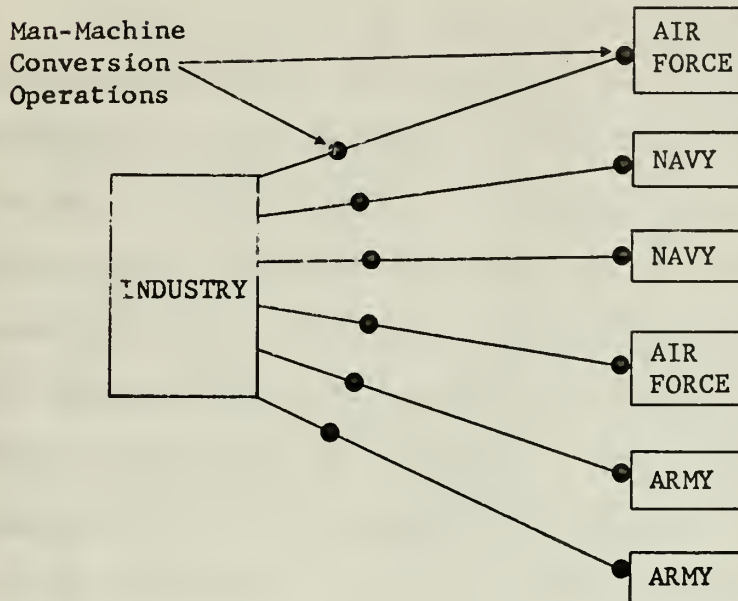 Man-Machine
Conversion
Operations
AIR
FORCE
NAVY
NAVY
INDUSTRY
AIR
FORCE
ARMY
ARMY